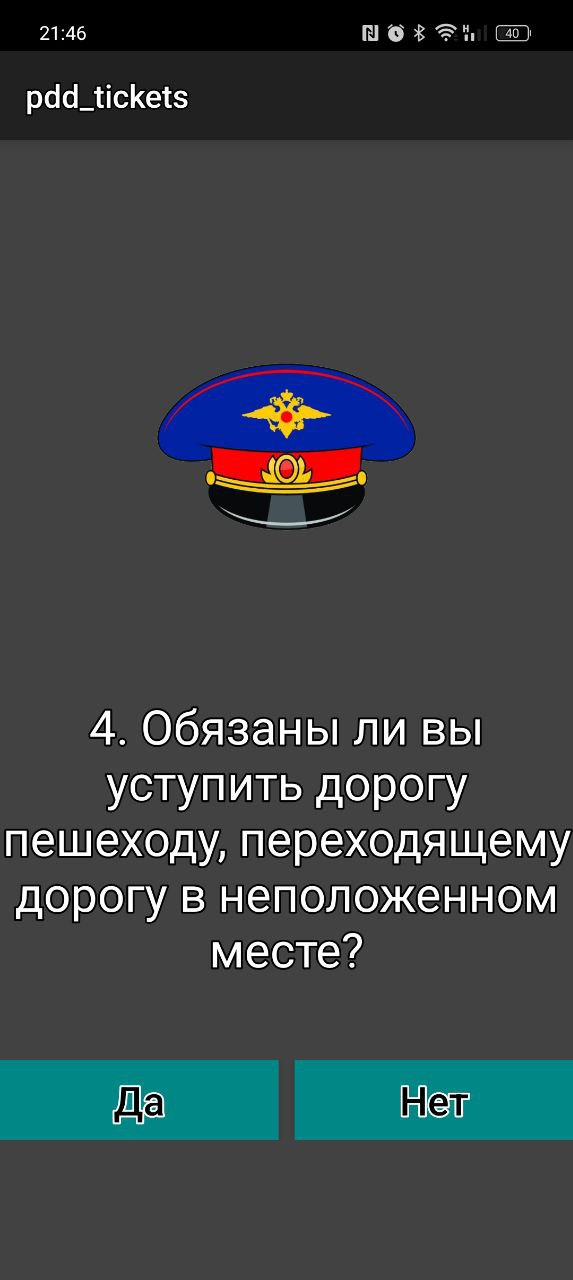 21:46
40
pdd_tickets
4. Обязаны ли вы
уступить дорогу
пешеходу, переходящему
дорогу в неположенном
месте?
Да
Нет